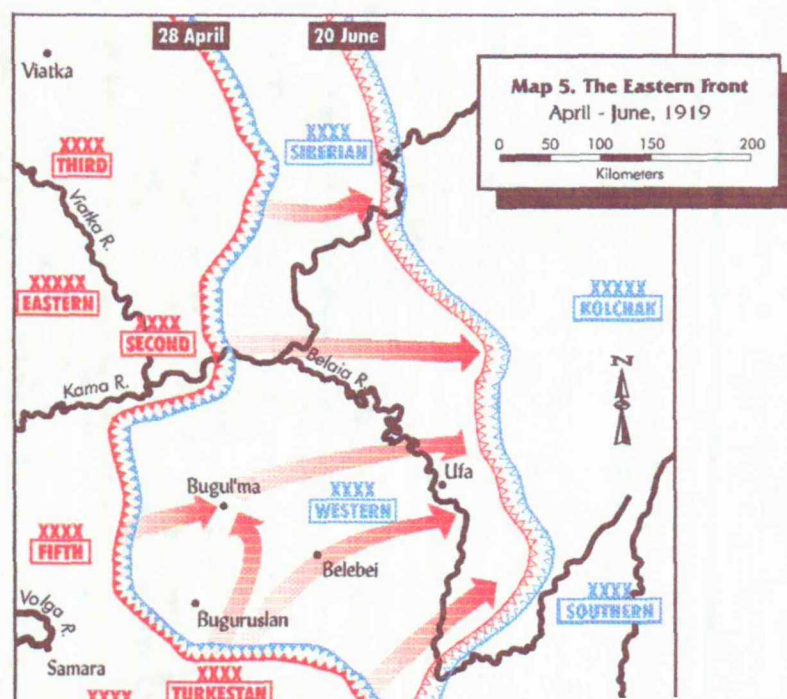 28 April
20 June
Viatka
Map 5. The Eastern Front
April - June, 1919
0 50 100 150 200
Kilometers
XXXX
THIRD
XXXX
SIBERIAN
Viatka R.
XXXXX
EASTERN
XXXX
SECOND
XXXXX
KOLCHAK
Kama R.
Belaia R.
N
Ufa
Bugul'ma
XXXX
WESTERN
XXXX
FIFTH
Belebei
Buguruslan
XXXX
SOUTHERN
Volga R.
Samara
XXXX
TURKESTAN
XXXX